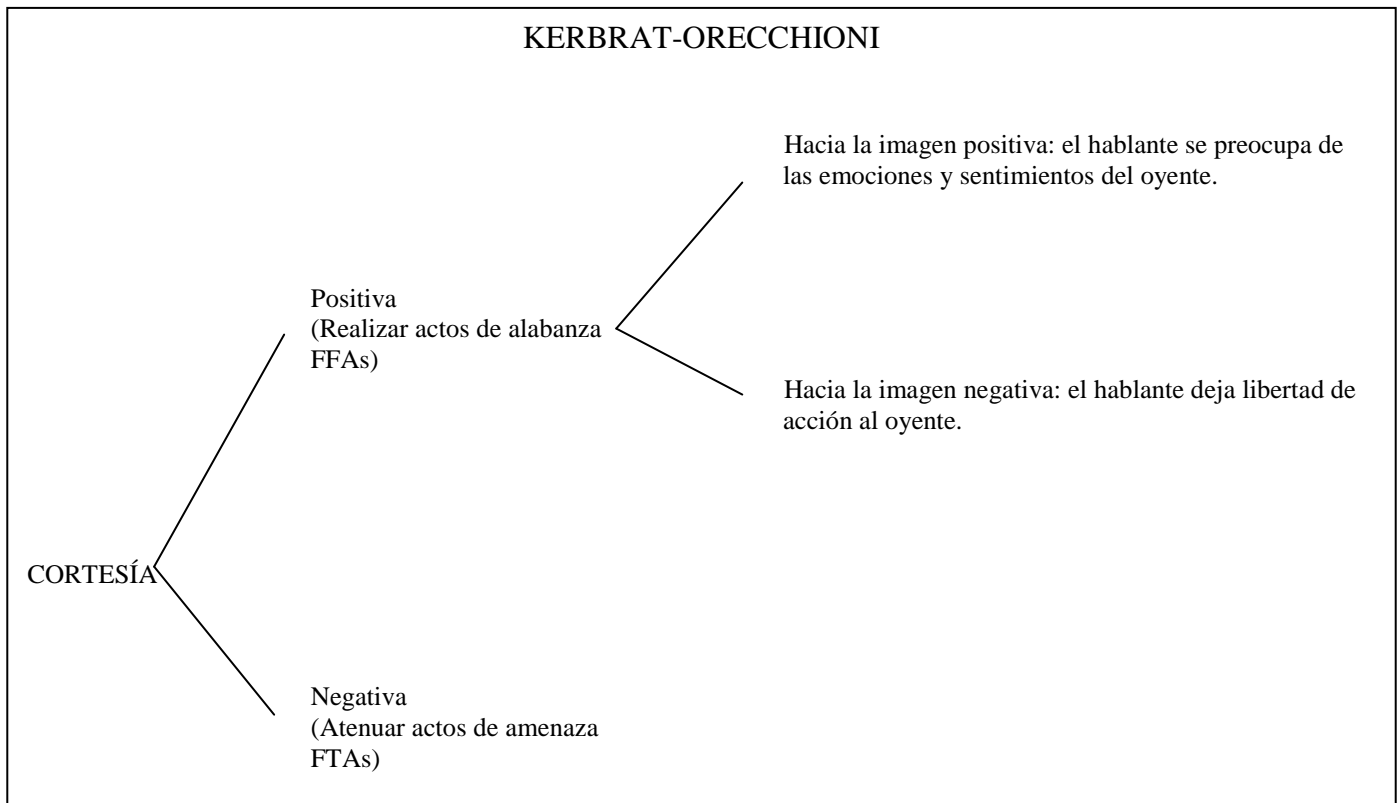 KERBRAT-ORECCHIONI
Hacia la imagen positiva: el hablante se preocupa de
las emociones y sentimientos del oyente.
Positiva
(Realizar actos de alabanza
FFAs)
Hacia la imagen negativa: el hablante deja libertad de
acción al oyente.
CORTESÍA
Negativa
(Atenuar actos de amenaza
FTAs)